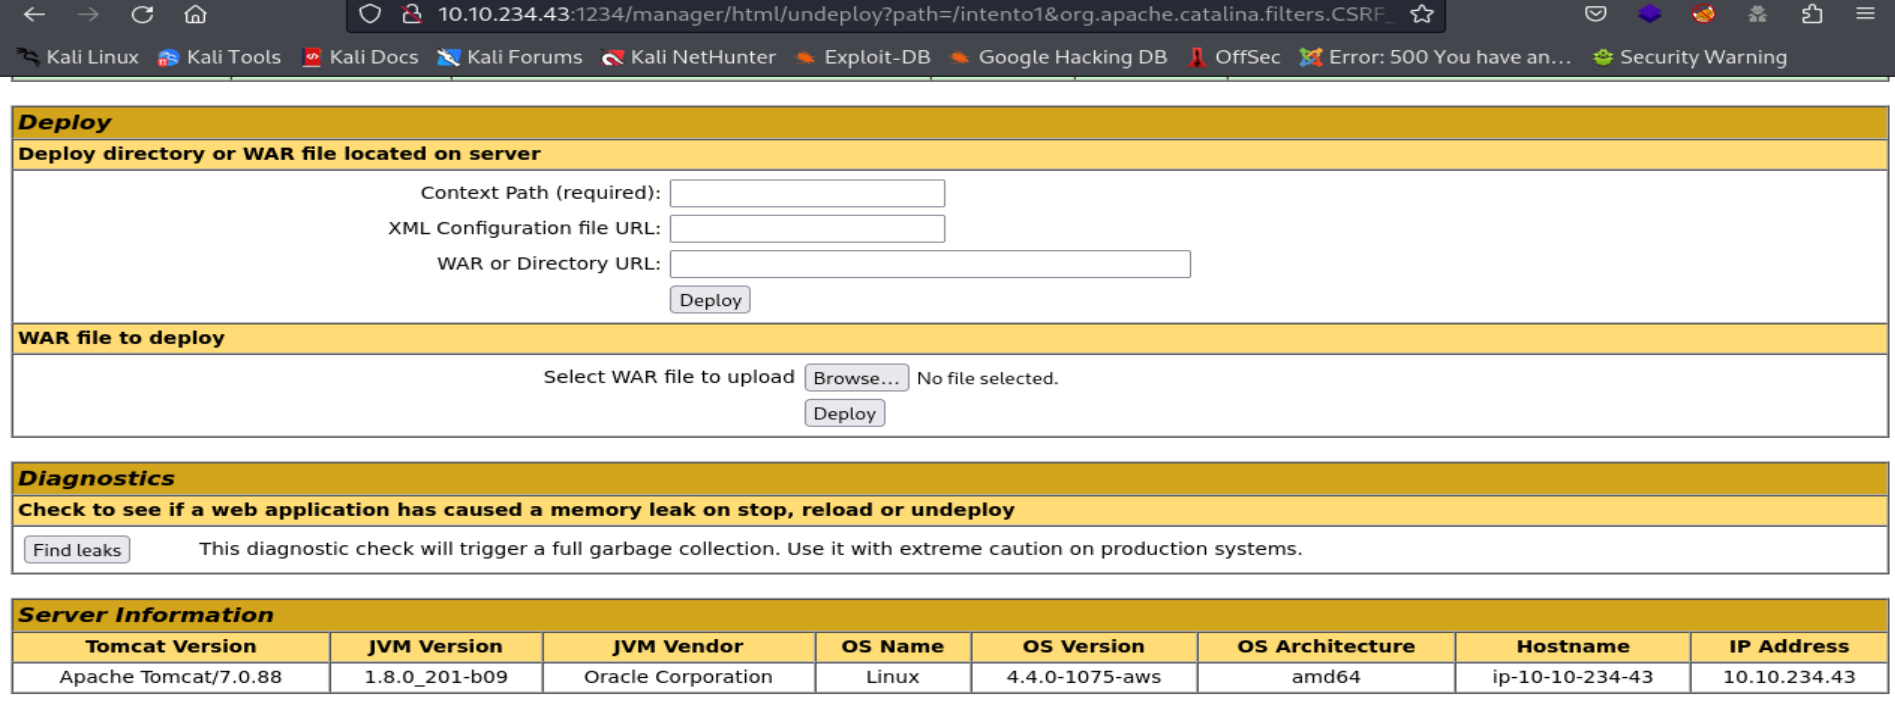 10.10.234.43:1234/manager/html/undeploy?path=/intento1&org.apache.catalina.filters.CSRF_
Kali Linux Kali Tools Kali Docs Kali Forums Kali NetHunter Exploit-DB Google Hacking DB OffSec Error: 500 You have an... Security Warning
Deploy
Deploy directory or WAR file located on server
Context Path (required):
XML Configuration file URL:
WAR or Directory URL:
Deploy
WAR file to deploy
Select WAR file to upload Browse... No file selected.
Deploy
Diagnostics
Check to see if a web application has caused a memory leak on stop, reload or undeploy
Find leaks This diagnostic check will trigger a full garbage collection. Use it with extreme caution on production systems.
Server Information
Tomcat Version JVM Version JVM Vendor OS Name OS Version OS Architecture Hostname IP Address
Apache Tomcat/7.0.88 1.8.0_201-b09 Oracle Corporation Linux 4.4.0-1075-aws amd64 ip-10-10-234-43 10.10.234.43